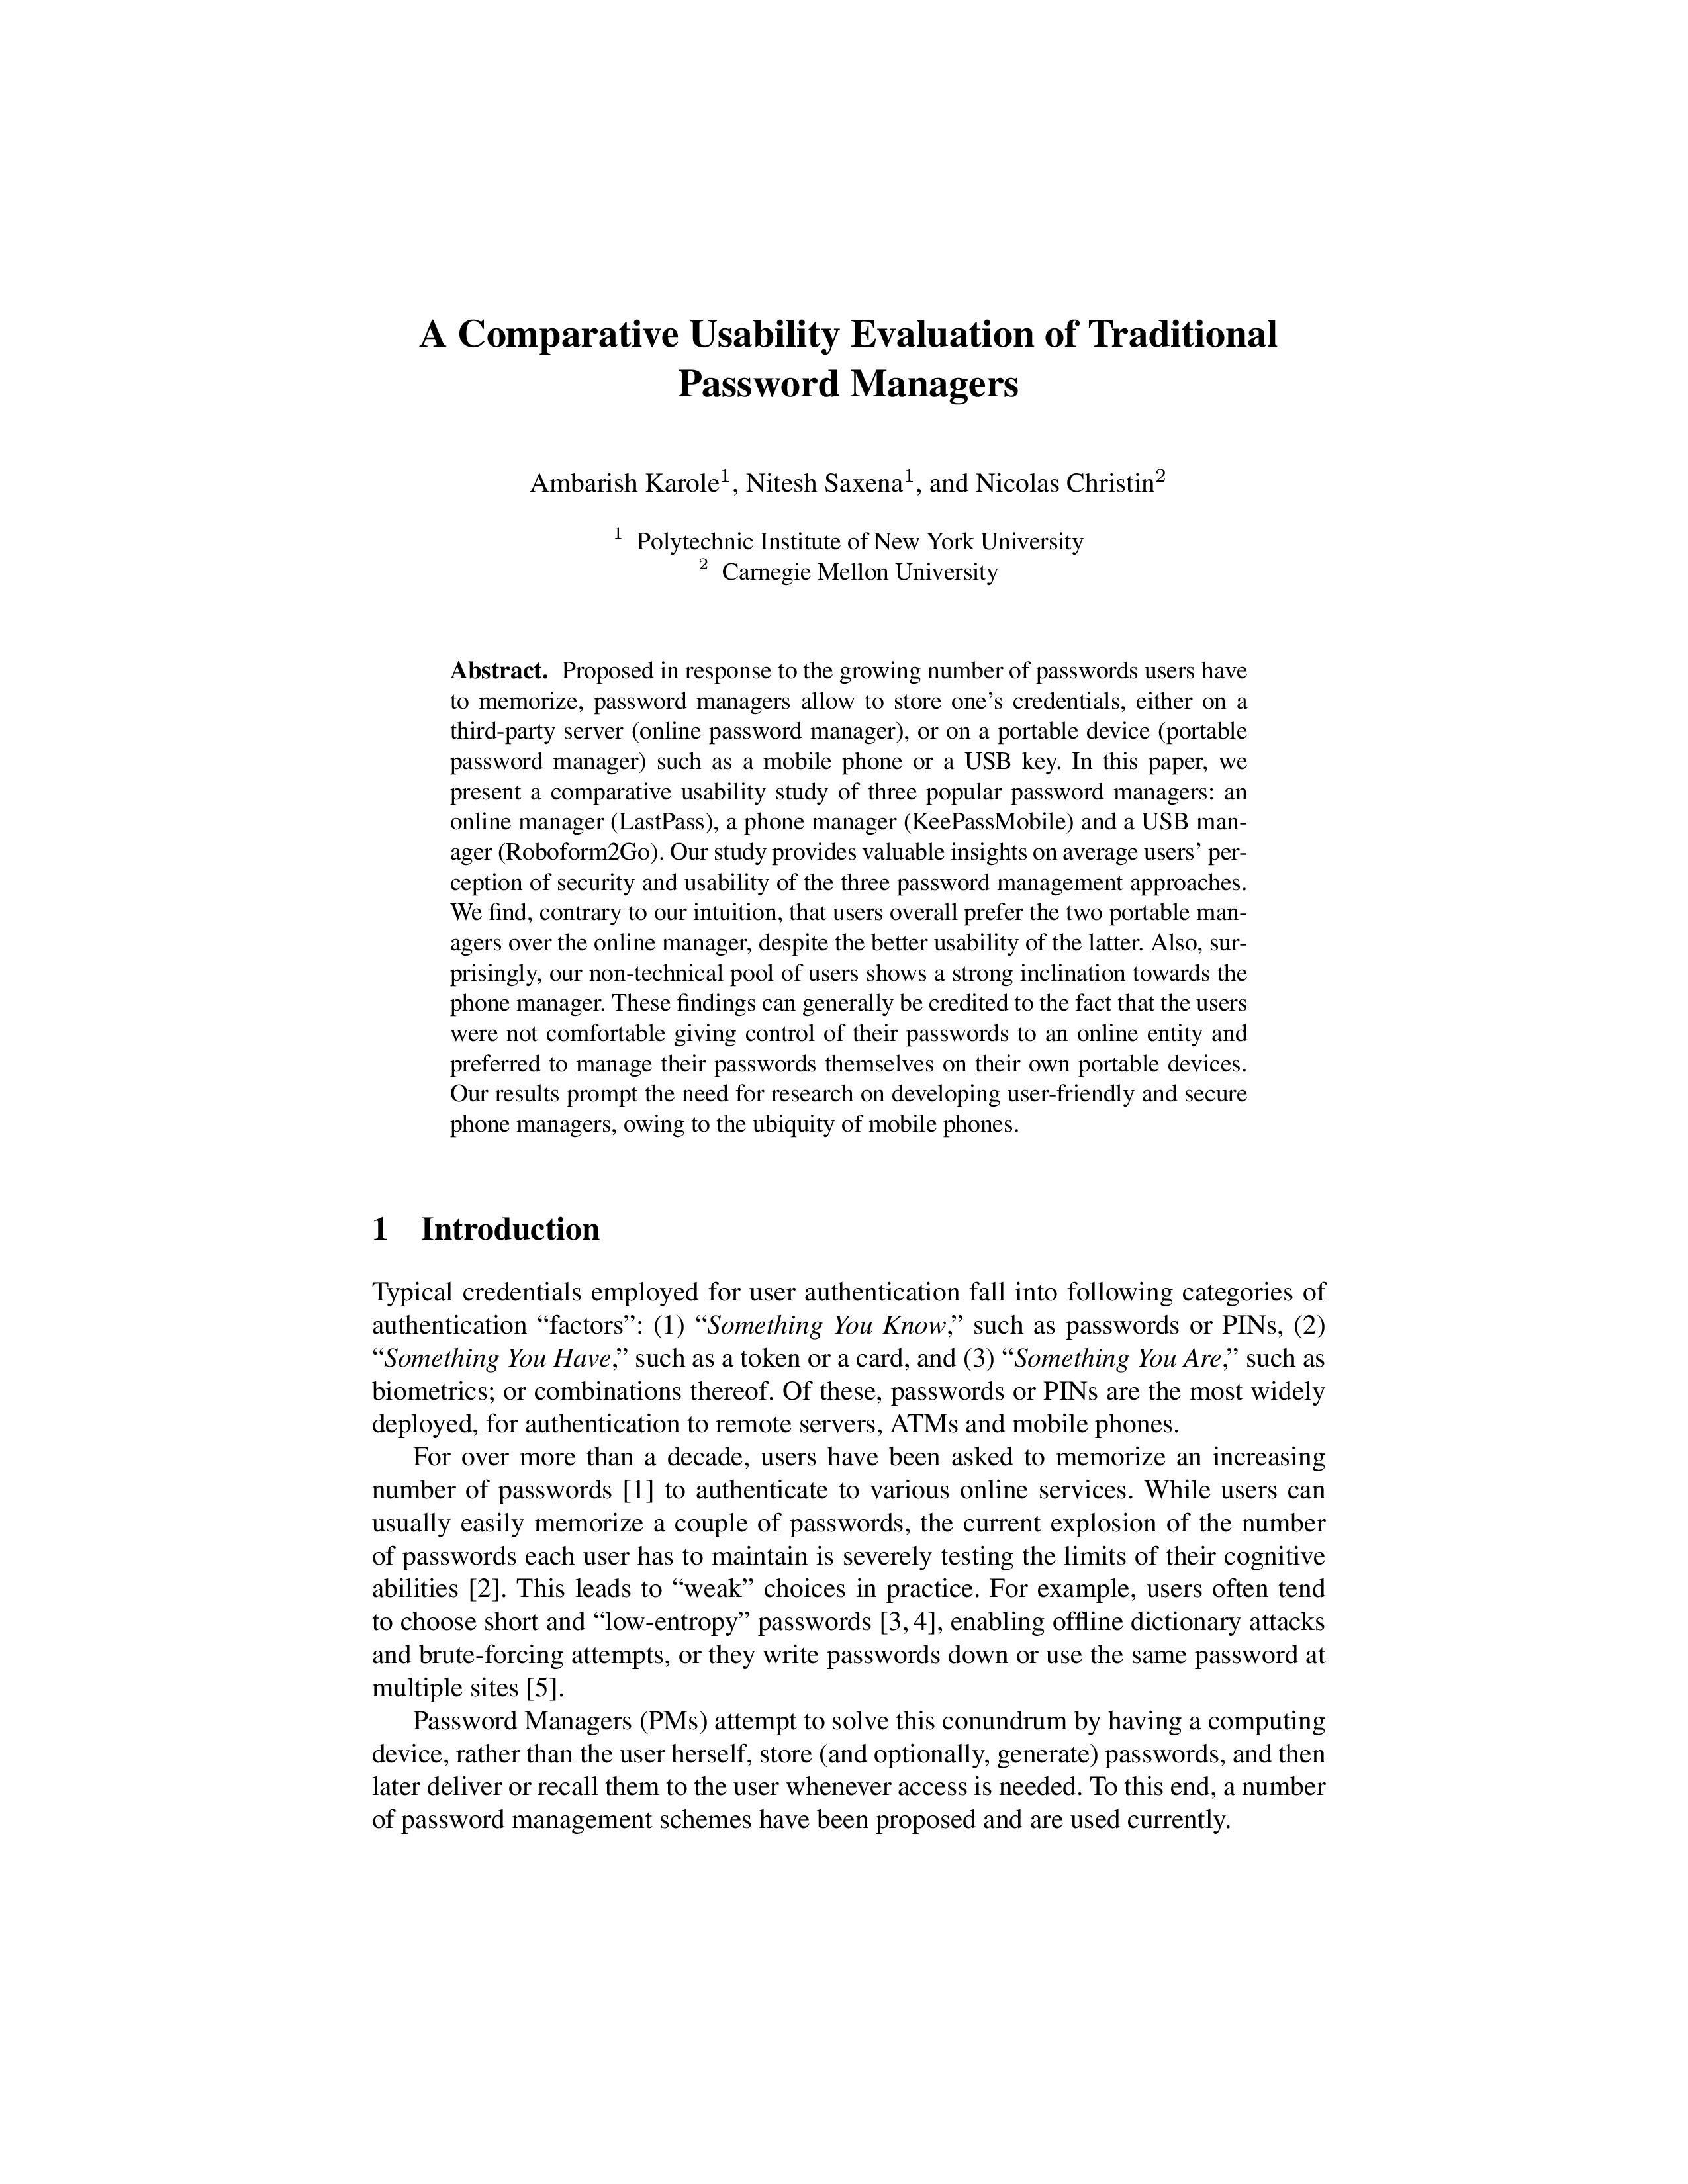 A Comparative Usability Evaluation of Traditional
Password Managers
Ambarish Karole¹, Nitesh Saxena¹, and Nicolas Christin²
¹ Polytechnic Institute of New York University
² Carnegie Mellon University
Abstract. Proposed in response to the growing number of passwords users have
to memorize, password managers allow to store one’s credentials, either on a
third-party server (online password manager), or on a portable device (portable
password manager) such as a mobile phone or a USB key. In this paper, we
present a comparative usability study of three popular password managers: an
online manager (LastPass), a phone manager (KeePassMobile) and a USB man-
ager (Roboform2Go). Our study provides valuable insights on average users’ per-
ception of security and usability of the three password management approaches.
We find, contrary to our intuition, that users overall prefer the two portable man-
agers over the online manager, despite the better usability of the latter. Also, sur-
prisingly, our non-technical pool of users shows a strong inclination towards the
phone manager. These findings can generally be credited to the fact that the users
were not comfortable giving control of their passwords to an online entity and
preferred to manage their passwords themselves on their own portable devices.
Our results prompt the need for research on developing user-friendly and secure
phone managers, owing to the ubiquity of mobile phones.
1 Introduction
Typical credentials employed for user authentication fall into following categories of
authentication “factors”: (1) “Something You Know,” such as passwords or PINs, (2)
“Something You Have,” such as a token or a card, and (3) “Something You Are,” such as
biometrics; or combinations thereof. Of these, passwords or PINs are the most widely
deployed, for authentication to remote servers, ATMs and mobile phones.
For over more than a decade, users have been asked to memorize an increasing
number of passwords [1] to authenticate to various online services. While users can
usually easily memorize a couple of passwords, the current explosion of the number
of passwords each user has to maintain is severely testing the limits of their cognitive
abilities [2]. This leads to “weak” choices in practice. For example, users often tend
to choose short and “low-entropy” passwords [3, 4], enabling offline dictionary attacks
and brute-forcing attempts, or they write passwords down or use the same password at
multiple sites [5].
Password Managers (PMs) attempt to solve this conundrum by having a computing
device, rather than the user herself, store (and optionally, generate) passwords, and then
later deliver or recall them to the user whenever access is needed. To this end, a number
of password management schemes have been proposed and are used currently.